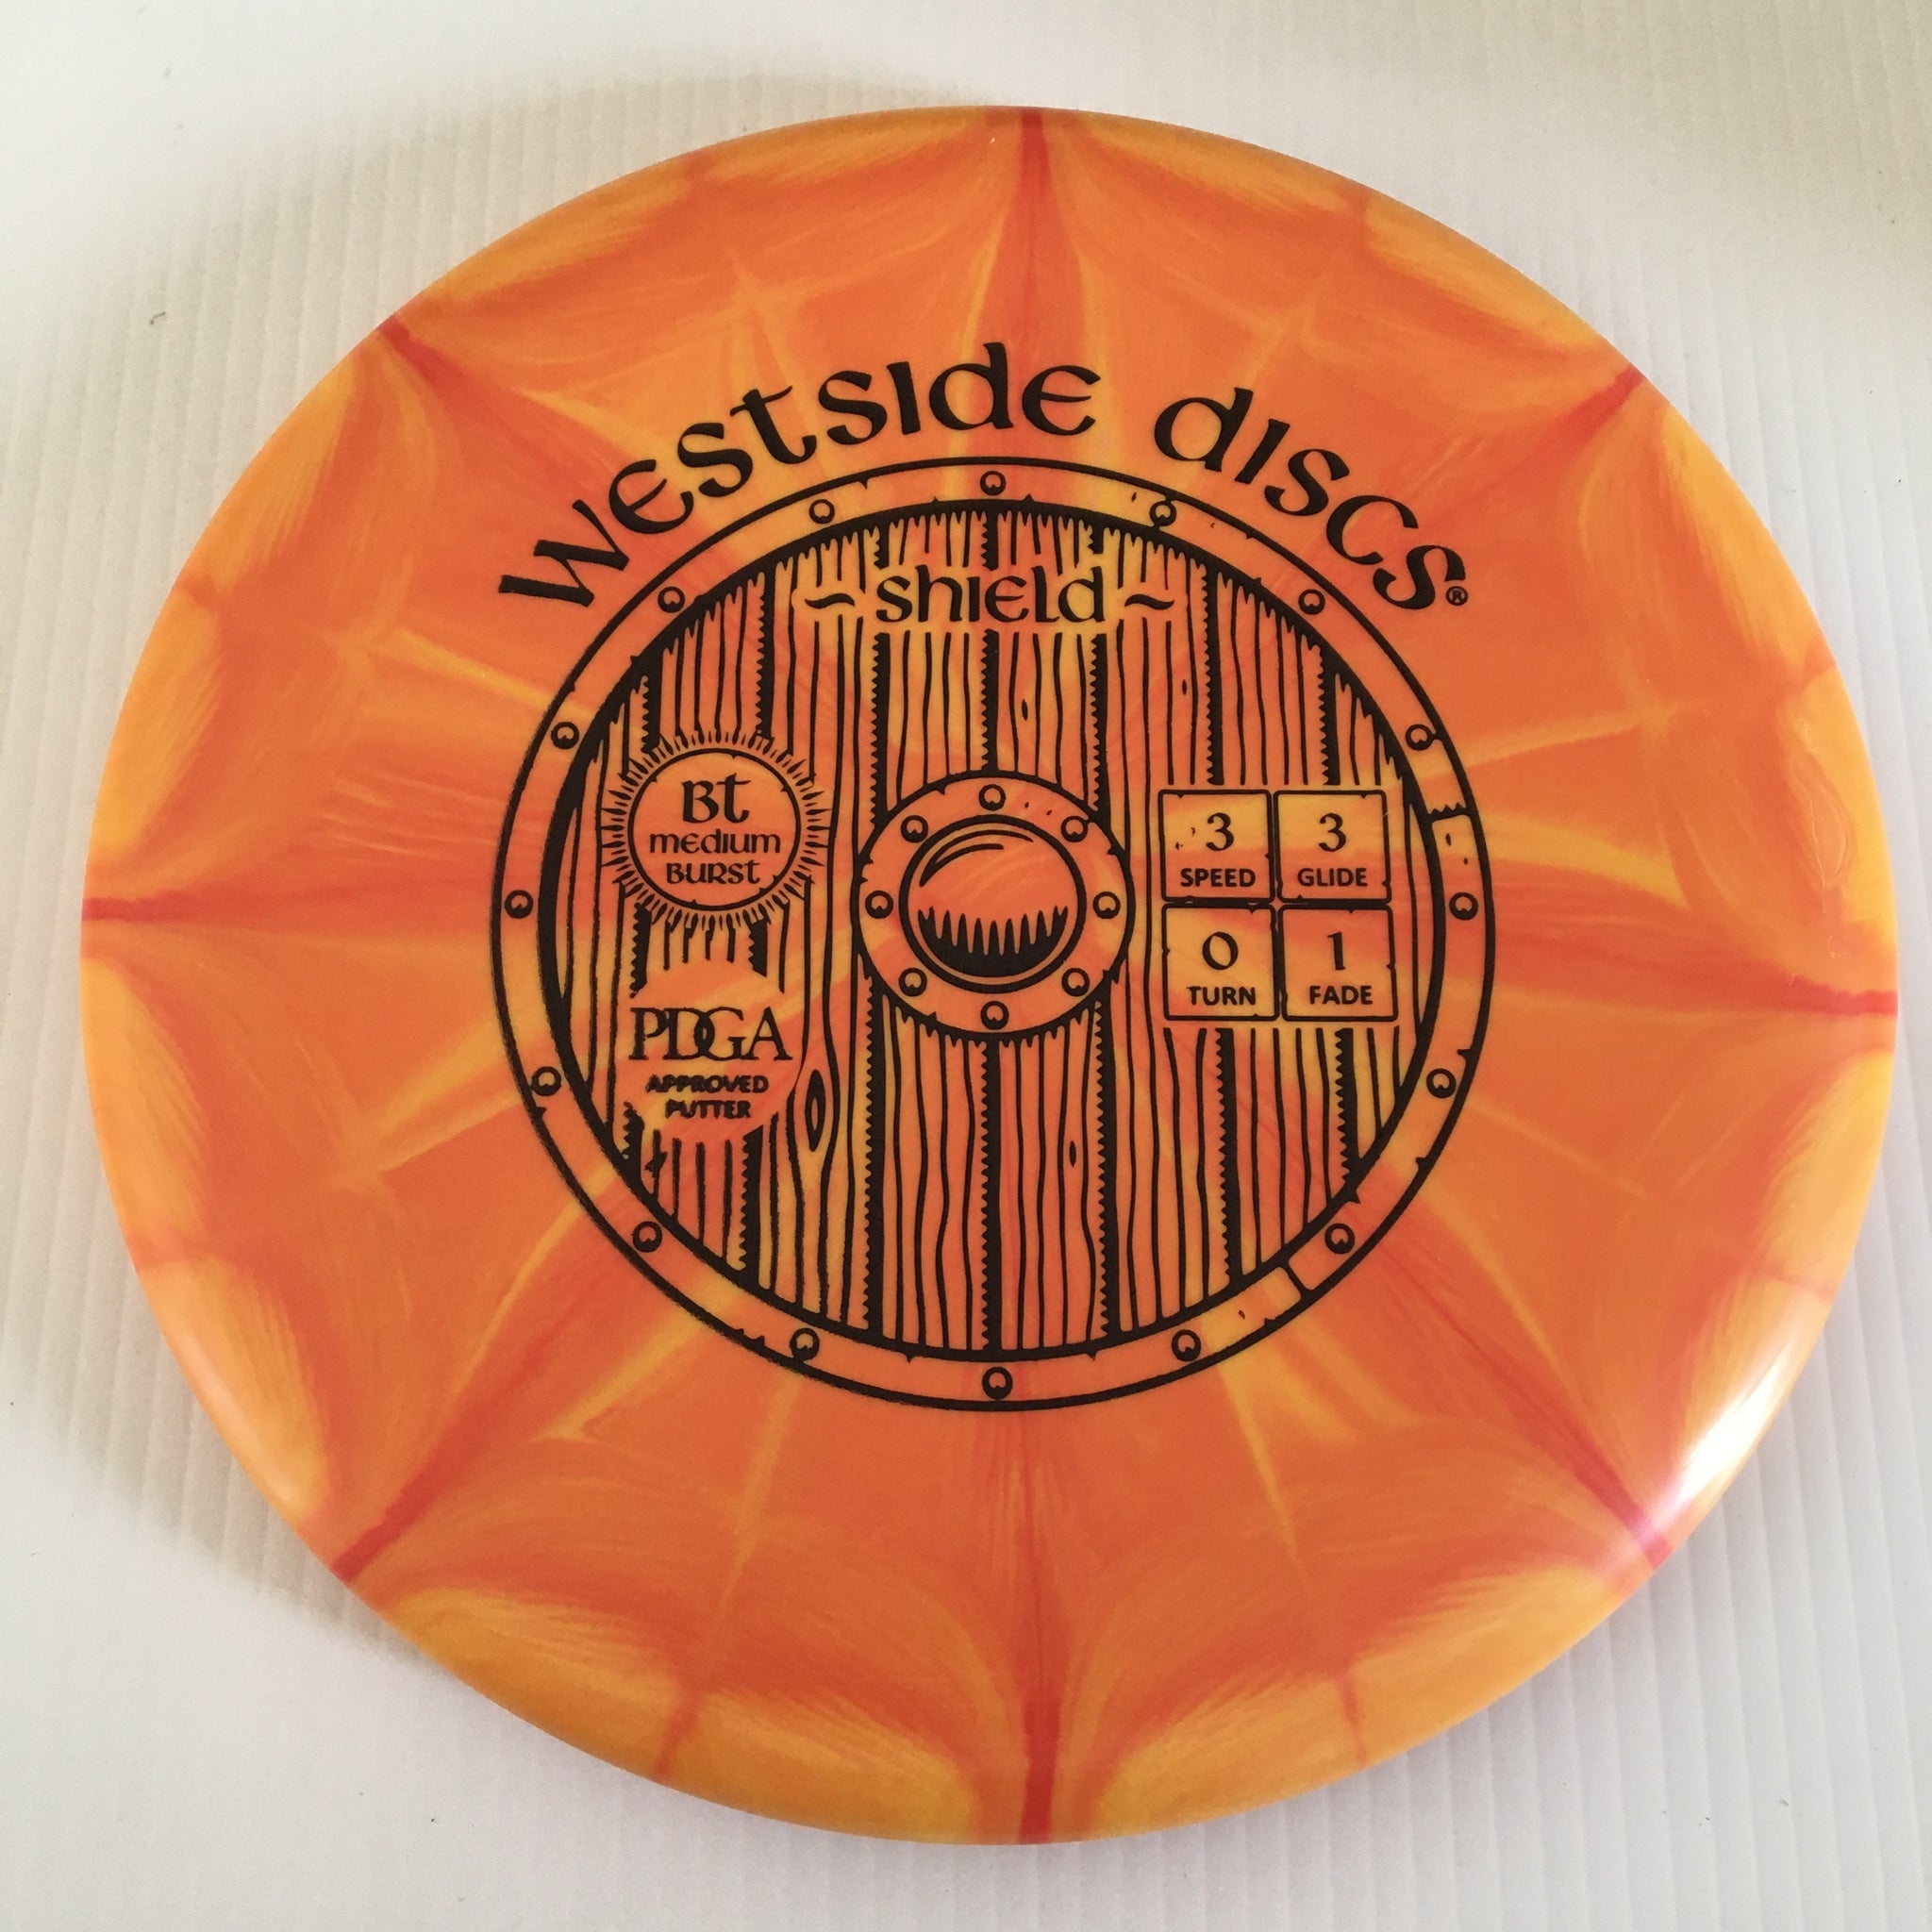 Westside discs®
~ shield ~
BT
medium
BURST
3
SPEED
3
GLIDE
0
TURN
1
FADE
PDGA
APPROVED
PUTTER